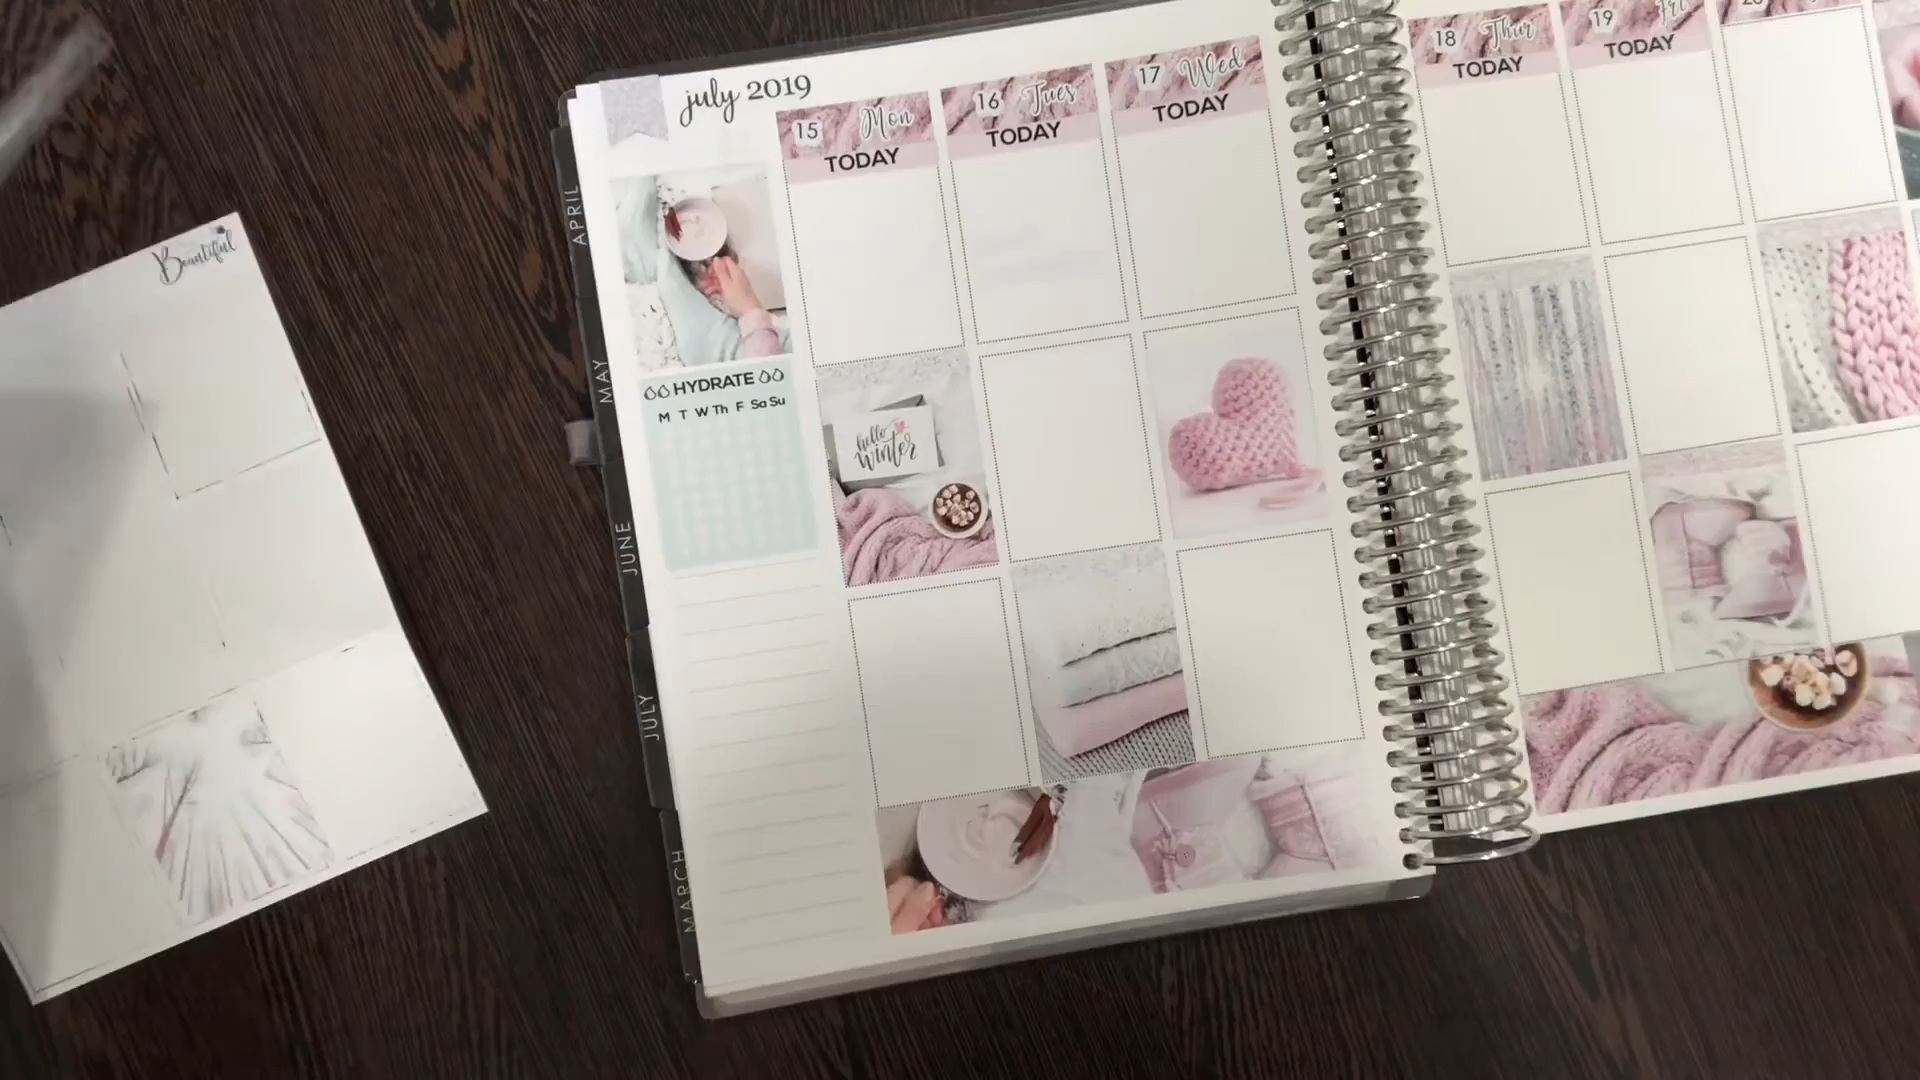 july 2019
15 Mon
TODAY
16 Tues
TODAY
17 Wed
TODAY
18 Thur
TODAY
19 Fri
TODAY
HYDRATE
M T W Th F Sa Su
hello
winter
Beautiful
APRIL
MAY
JUNE
JULY
MARCH